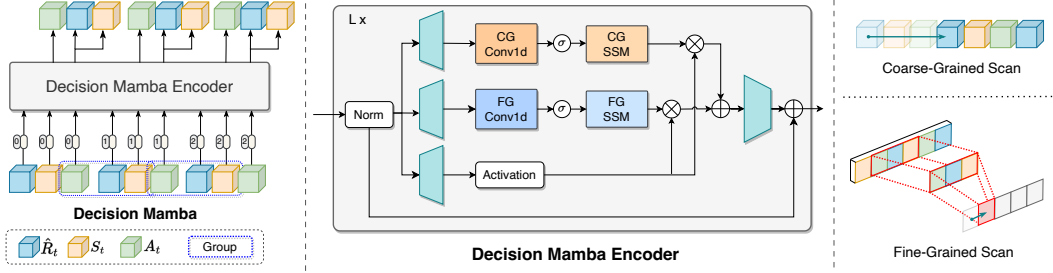 Decision Mamba Encoder
0 0 0 1 1 1 2 2 2
Decision Mamba
R̂t St At Group
L x
Norm
CG Conv1d
σ
CG SSM
FG Conv1d
σ
FG SSM
Activation
Decision Mamba Encoder
Coarse-Grained Scan
Fine-Grained Scan